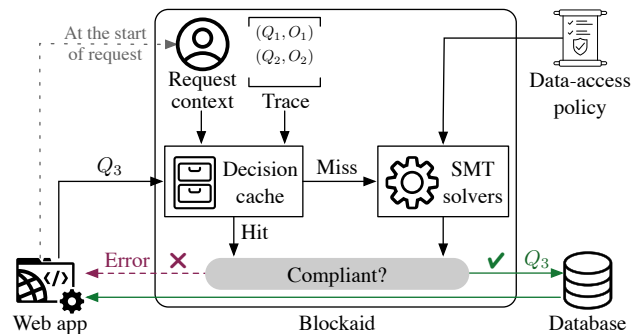 At the start
of request
(Q1, O1)
(Q2, O2)
Request
context
Trace
Data-access
policy
Q3
Decision
cache
Miss
SMT
solvers
Hit
Error
Compliant?
Q3
Web app
Blockaid
Database